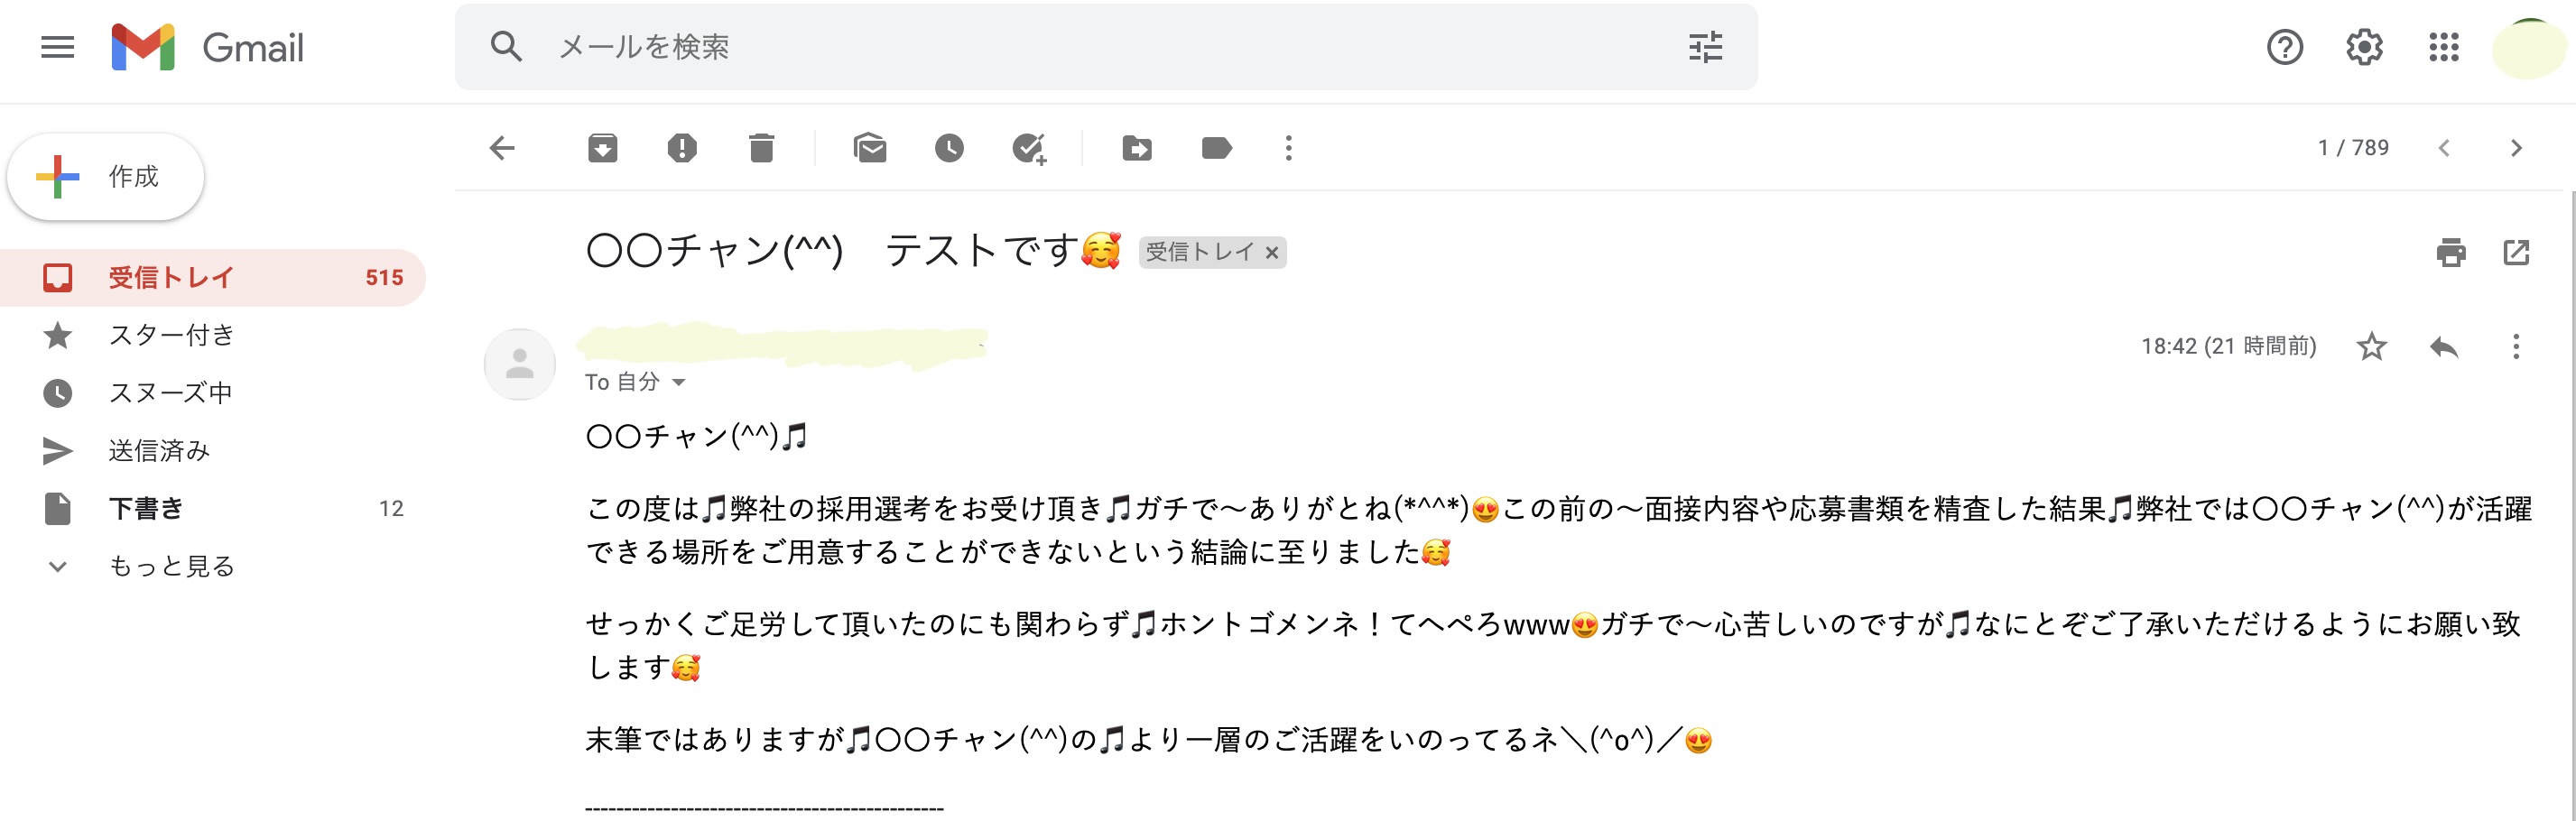 Gmail
メールを検索
作成
1 / 789
受信トレイ 515
スター付き
スヌーズ中
送信済み
下書き 12
もっと見る
〇〇チャン(^^)　テストです🥰 受信トレイ ×
18:42 (21 時間前)
To 自分
〇〇チャン(^^)🎵
この度は🎵弊社の採用選考をお受け頂き🎵ガチで〜ありがとね(*^^*)😍この前の〜面接内容や応募書類を精査した結果🎵弊社では〇〇チャン(^^)が活躍
できる場所をご用意することができないという結論に至りました🥰
せっかくご足労して頂いたのにも関わらず🎵ホントゴメンネ！てへぺろwww😍ガチで〜心苦しいのですが🎵なにとぞご了承いただけるようにお願い致
します🥰
末筆ではありますが🎵〇〇チャン(^^)の🎵より一層のご活躍をいのってるネ＼(^o^)／😍
-----------------------------------------------